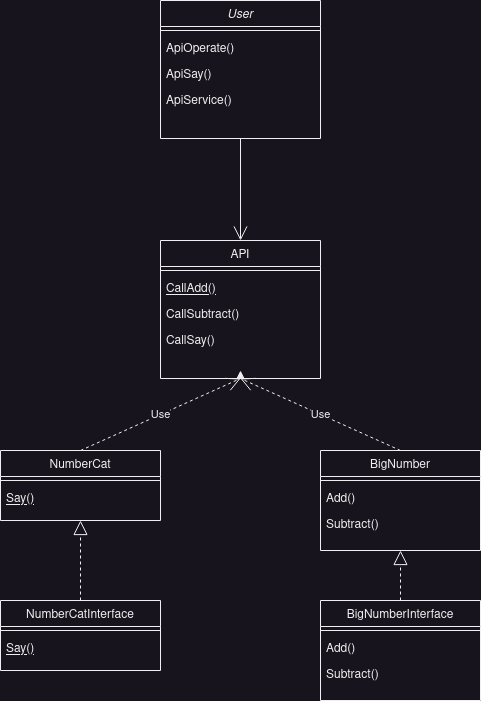 User
ApiOperate()
ApiSay()
ApiService()
API
CallAdd()
CallSubtract()
CallSay()
Use
Use
NumberCat
Say()
BigNumber
Add()
Subtract()
NumberCatInterface
Say()
BigNumberInterface
Add()
Subtract()